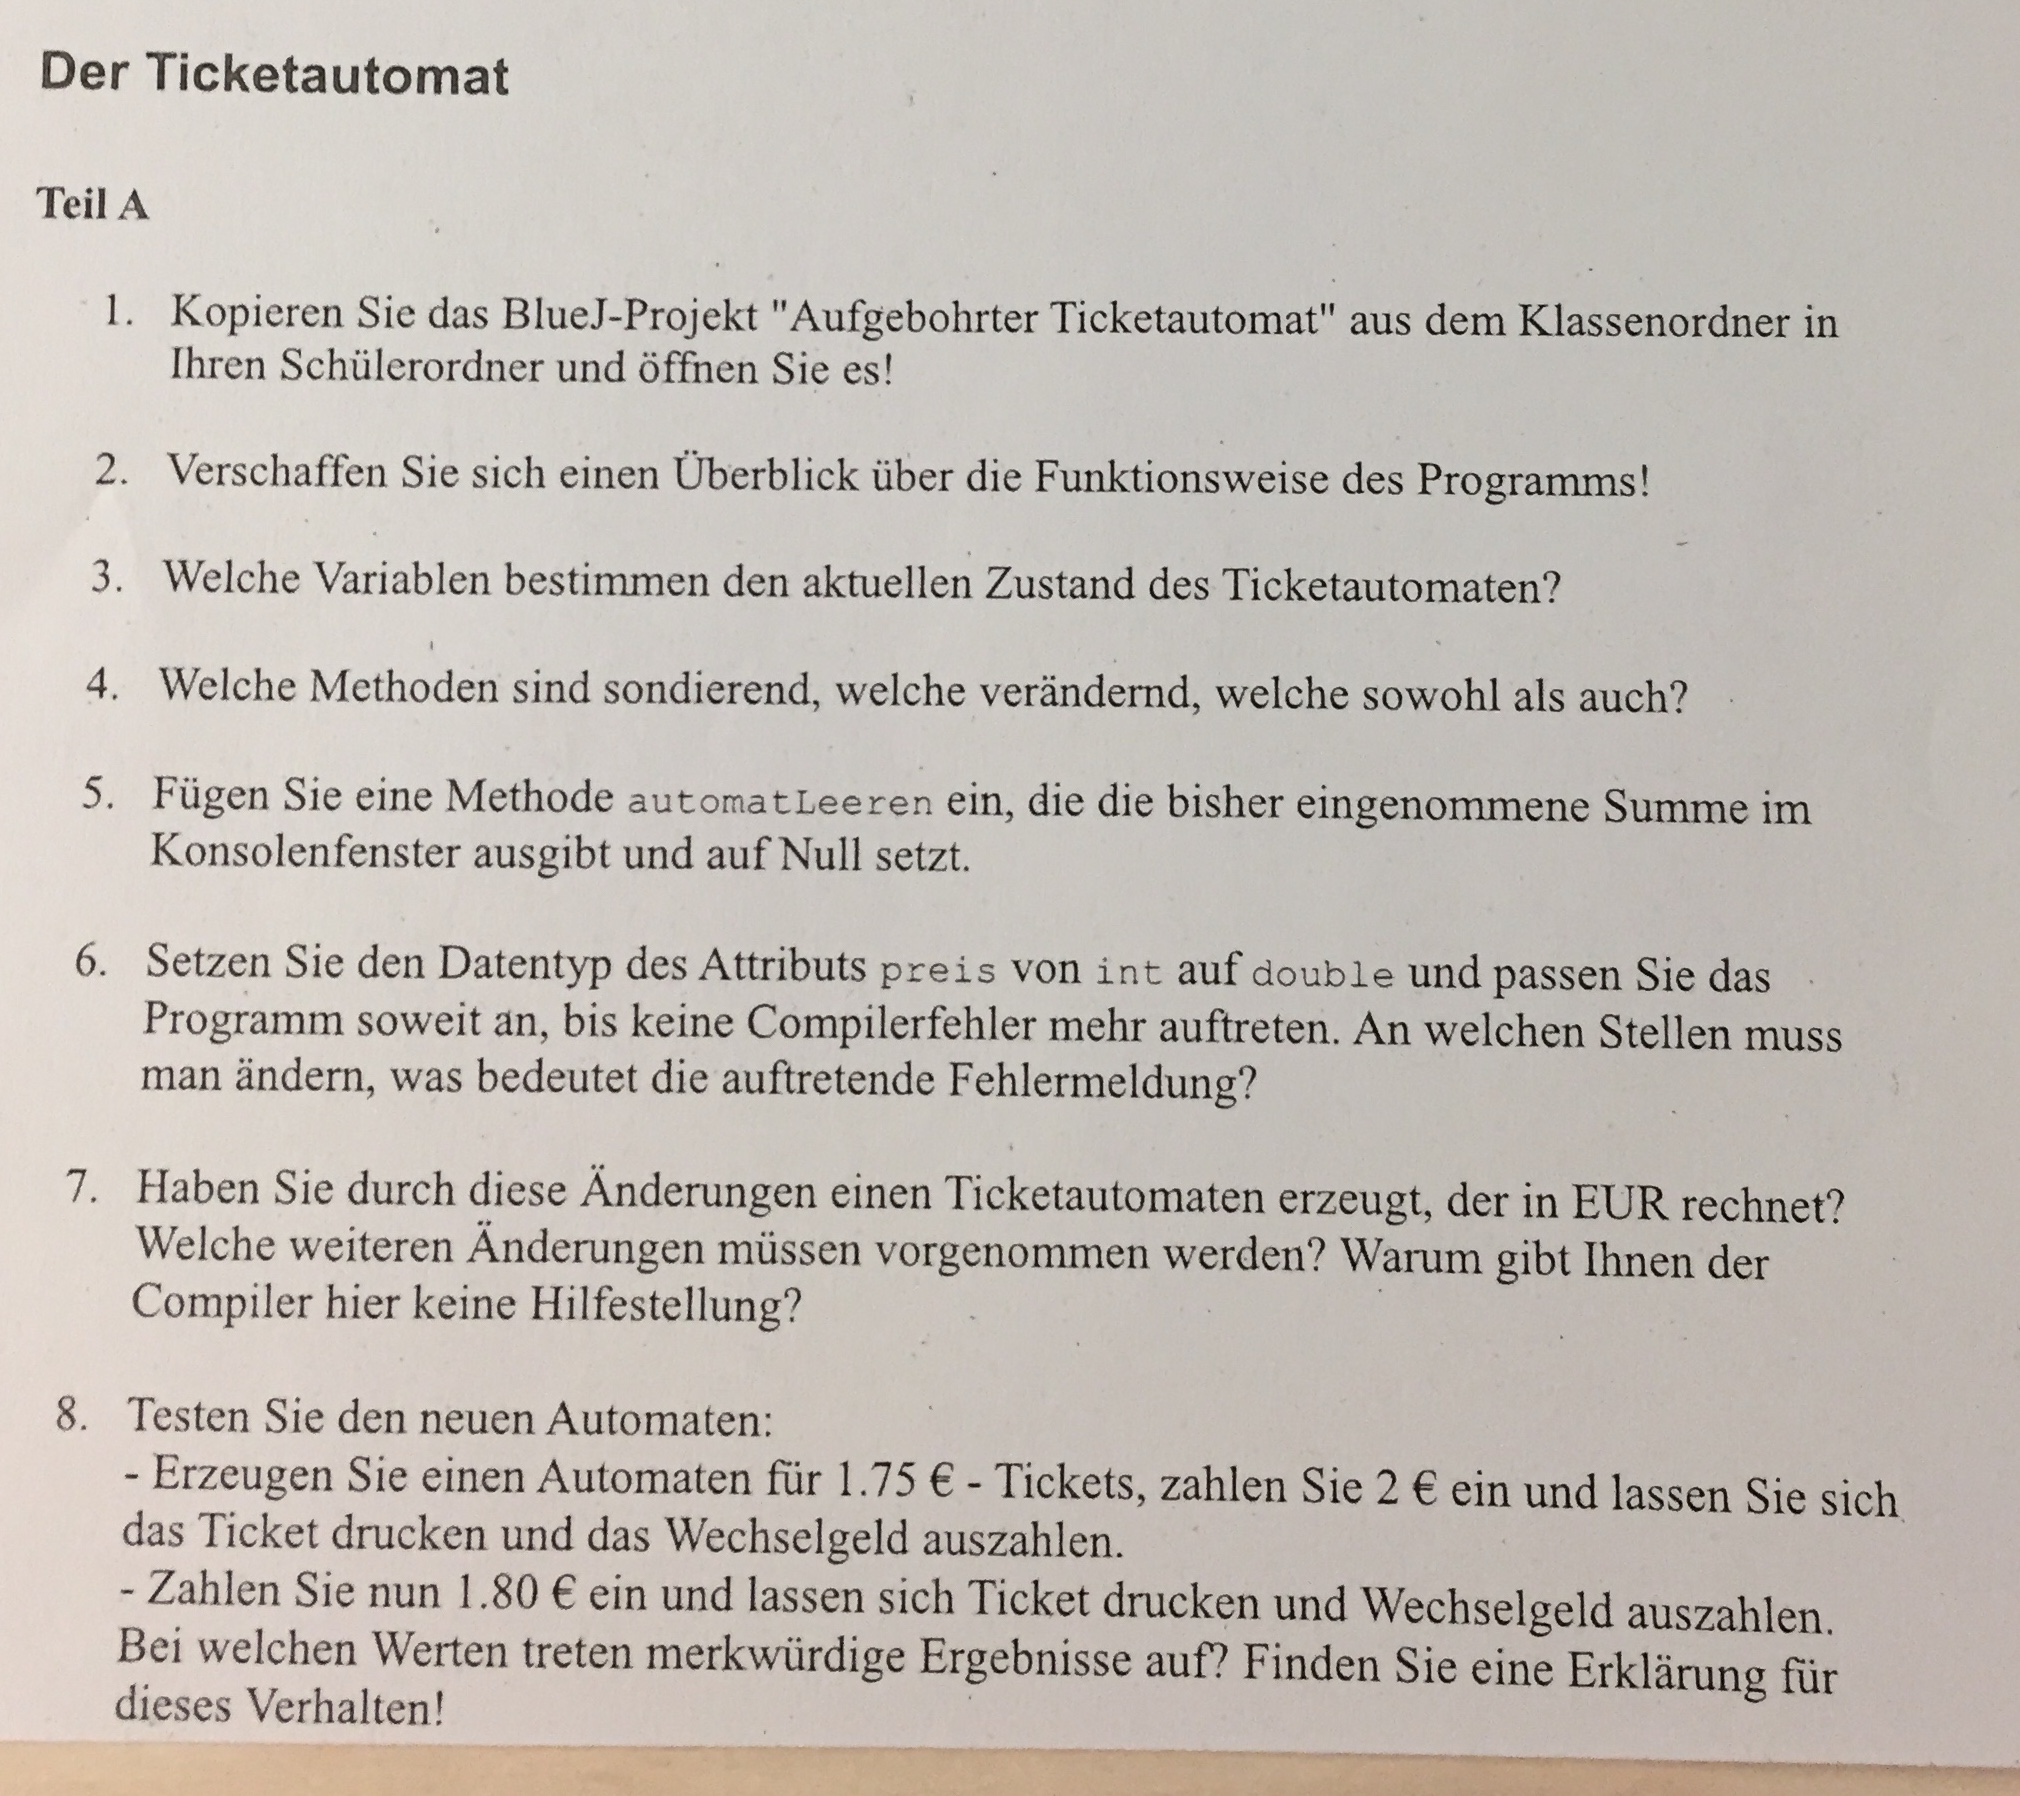 Der Ticketautomat
Teil A
1. Kopieren Sie das BlueJ-Projekt "Aufgebohrter Ticketautomat" aus dem Klassenordner in
Ihren Schülerordner und öffnen Sie es!
2. Verschaffen Sie sich einen Überblick über die Funktionsweise des Programms!
3. Welche Variablen bestimmen den aktuellen Zustand des Ticketautomaten?
4. Welche Methoden sind sondierend, welche verändernd, welche sowohl als auch?
5. Fügen Sie eine Methode automatLeeren ein, die die bisher eingenommene Summe im
Konsolenfenster ausgibt und auf Null setzt.
6. Setzen Sie den Datentyp des Attributs preis von int auf double und passen Sie das
Programm soweit an, bis keine Compilerfehler mehr auftreten. An welchen Stellen muss
man ändern, was bedeutet die auftretende Fehlermeldung?
7. Haben Sie durch diese Änderungen einen Ticketautomaten erzeugt, der in EUR rechnet?
Welche weiteren Änderungen müssen vorgenommen werden? Warum gibt Ihnen der
Compiler hier keine Hilfestellung?
8. Testen Sie den neuen Automaten:
- Erzeugen Sie einen Automaten für 1.75 € - Tickets, zahlen Sie 2 € ein und lassen Sie sich
das Ticket drucken und das Wechselgeld auszahlen.
- Zahlen Sie nun 1.80 € ein und lassen sich Ticket drucken und Wechselgeld auszahlen.
Bei welchen Werten treten merkwürdige Ergebnisse auf? Finden Sie eine Erklärung für
dieses Verhalten!